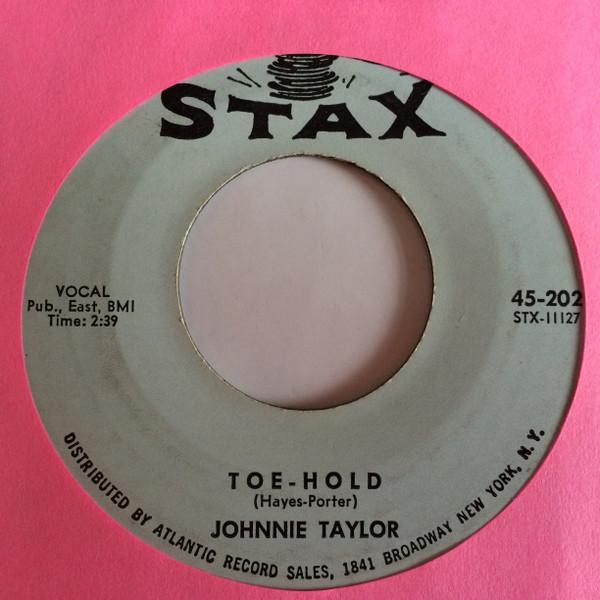 STAX
VOCAL
Pub., East, BMI
Time: 2:39
45-202
STX-11127
TOE-HOLD
(Hayes-Porter)
JOHNNIE TAYLOR
DISTRIBUTED BY ATLANTIC RECORD SALES, 1841 BROADWAY NEW YORK, N.Y.